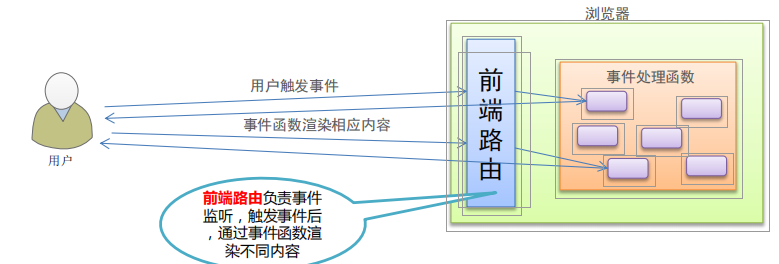 浏览器
用户触发事件
事件函数渲染相应内容
用户
前
端
路
由
事件处理函数
前端路由负责事件
监听，触发事件后
，通过事件函数渲
染不同内容